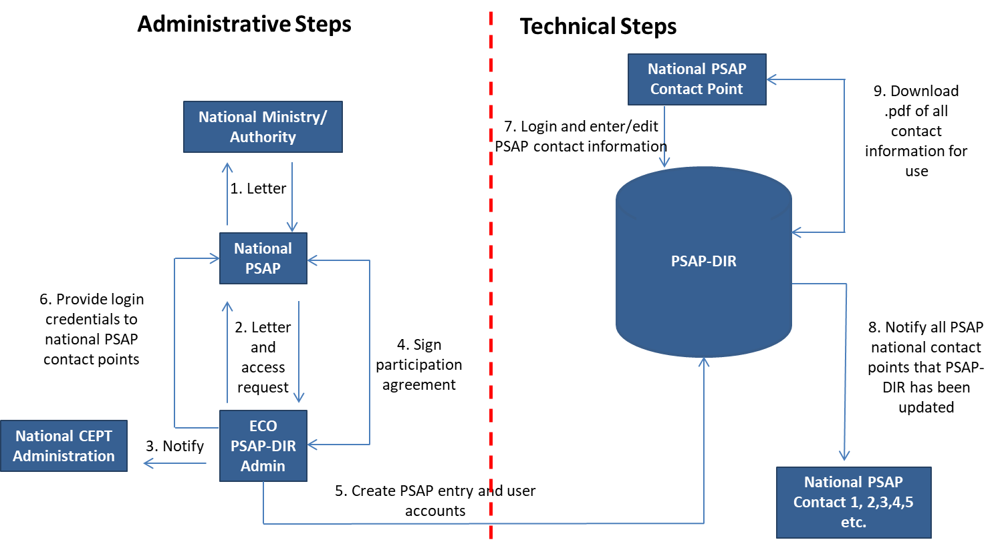 Administrative Steps
Technical Steps
National Ministry/
Authority
1. Letter
National
PSAP
6. Provide login
credentials to
national PSAP
contact points
2. Letter
and
access
request
4. Sign
participation
agreement
ECO
PSAP-DIR
Admin
National CEPT
Administration
3. Notify
5. Create PSAP entry and user
accounts
National PSAP
Contact Point
7. Login and enter/edit
PSAP contact information
9. Download
.pdf of all
contact
information for
use
PSAP-DIR
8. Notify all PSAP
national contact
points that PSAP-
DIR has been
updated
National PSAP
Contact 1, 2,3,4,5
etc.